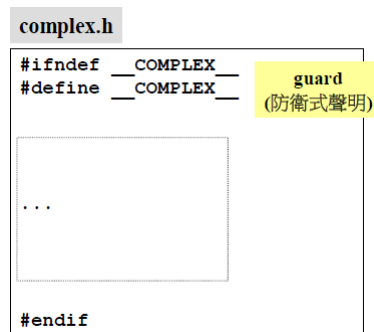 complex.h
#ifndef __COMPLEX__
#define __COMPLEX__
guard
(防衛式聲明)
...
#endif